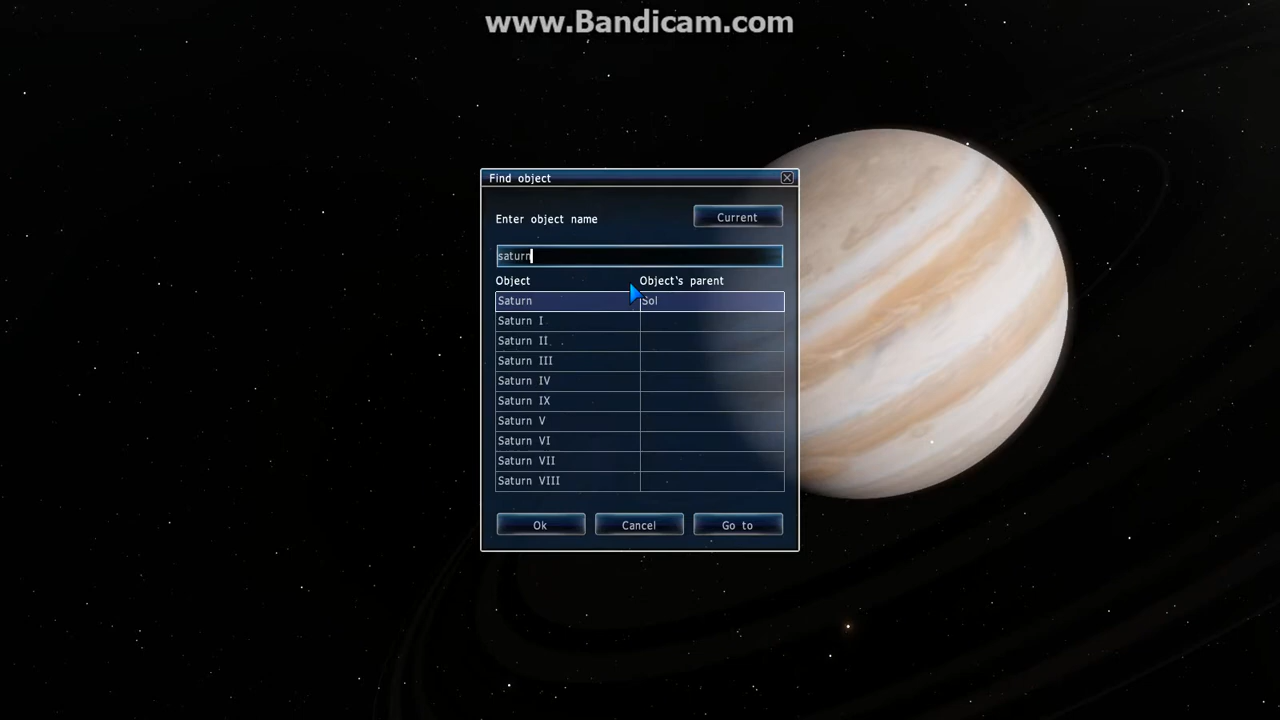 www.Bandicam.com
Find object
Enter object name
Current
saturn
Object Object's parent
Saturn Sol
Saturn I
Saturn II
Saturn III
Saturn IV
Saturn IX
Saturn V
Saturn VI
Saturn VII
Saturn VIII
Ok Cancel Go to